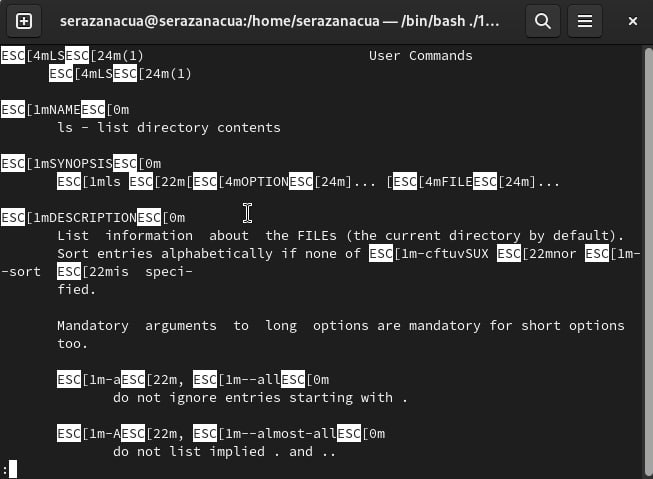 serazanacua@serazanacua:/home/serazanacua — /bin/bash ./1...
ESC[4mLSESC[24m(1) User Commands
ESC[4mLSESC[24m(1)
ESC[1mNAMEESC[0m
ls - list directory contents
ESC[1mSYNOPSISESC[0m
ESC[1mls ESC[22m[ESC[4mOPTIONESC[24m]... [ESC[4mFILEESC[24m]...
ESC[1mDESCRIPTIONESC[0m
List information about the FILEs (the current directory by default).
Sort entries alphabetically if none of ESC[1m-cftuvSUX ESC[22mnor ESC[1m-
-sort ESC[22mis speci-
fied.
Mandatory arguments to long options are mandatory for short options
too.
ESC[1m-aESC[22m, ESC[1m--allESC[0m
do not ignore entries starting with .
ESC[1m-AESC[22m, ESC[1m--almost-allESC[0m
do not list implied . and ..
: